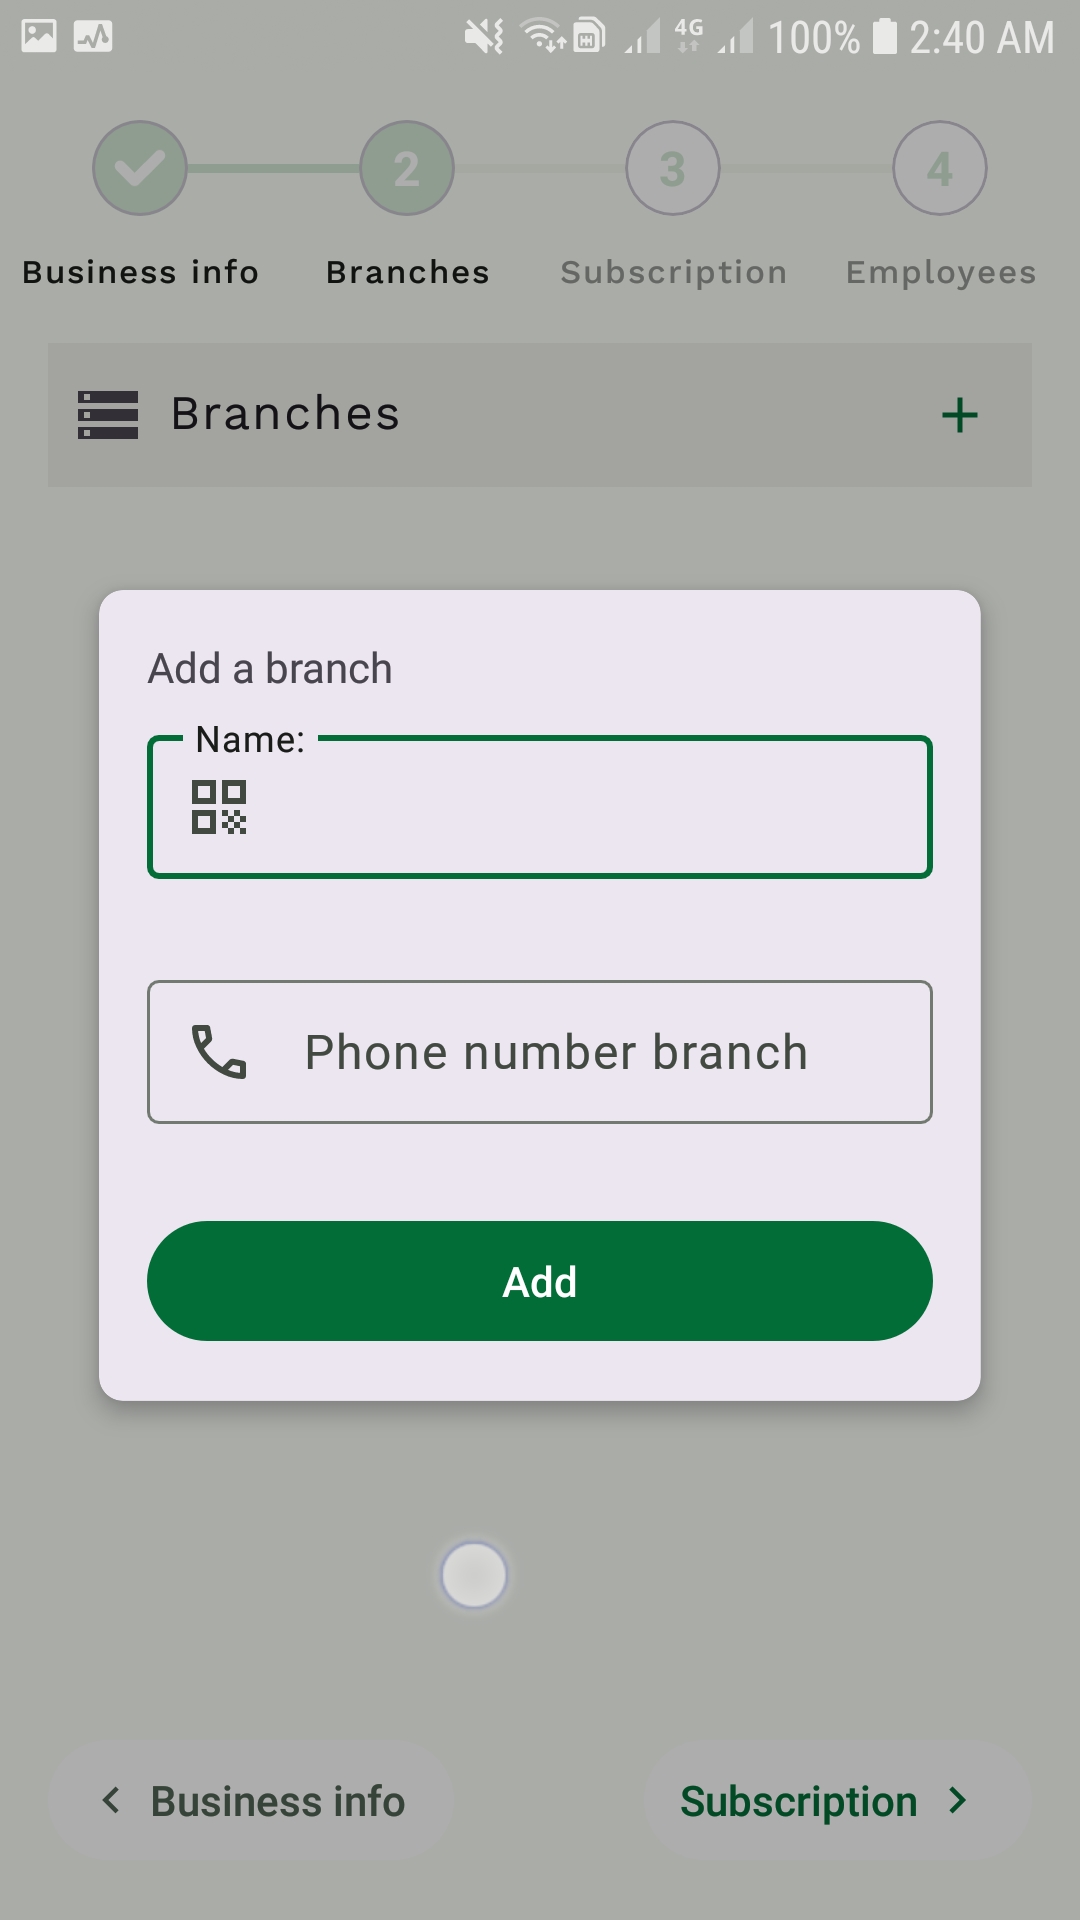 4G 100% 2:40 AM
2 3 4
Business info Branches Subscription Employees
Branches
Add a branch
Name:
Phone number branch
Add
Business info Subscription